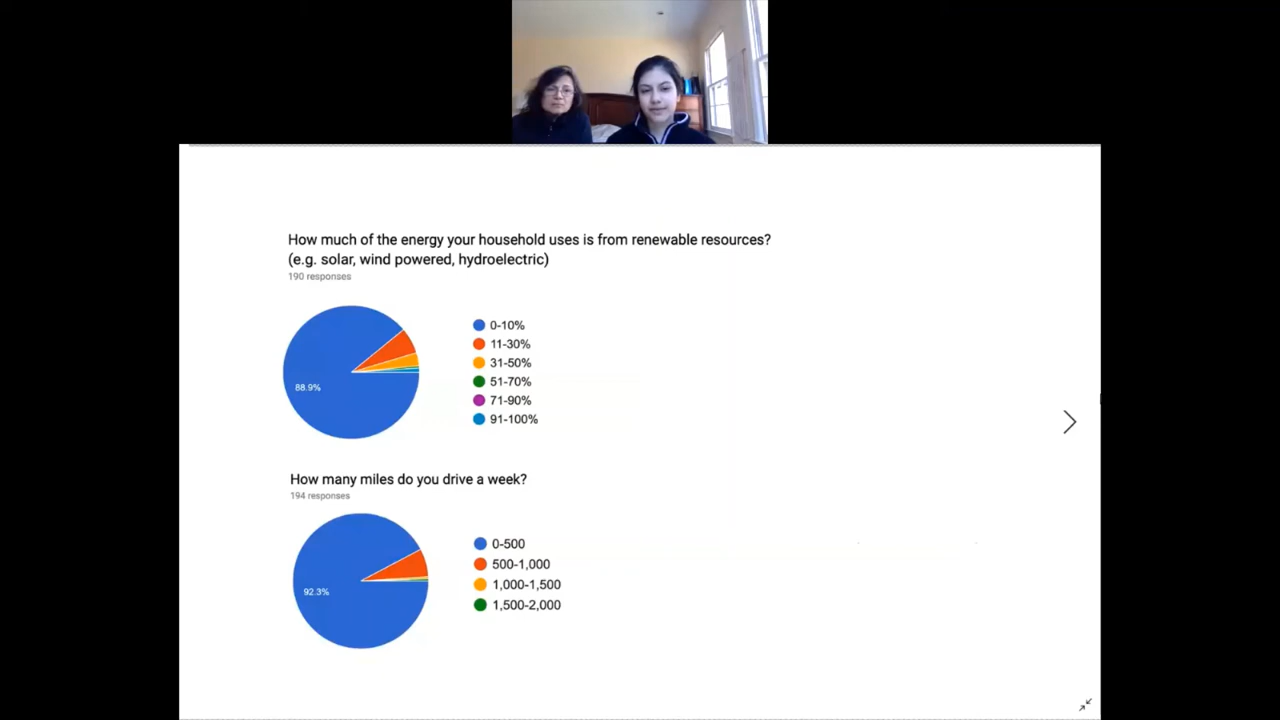 How much of the energy your household uses is from renewable resources?
(e.g. solar, wind powered, hydroelectric)
190 responses
0-10%
11-30%
31-50%
51-70%
71-90%
91-100%
88.9%
How many miles do you drive a week?
194 responses
0-500
500-1,000
1,000-1,500
1,500-2,000
92.3%